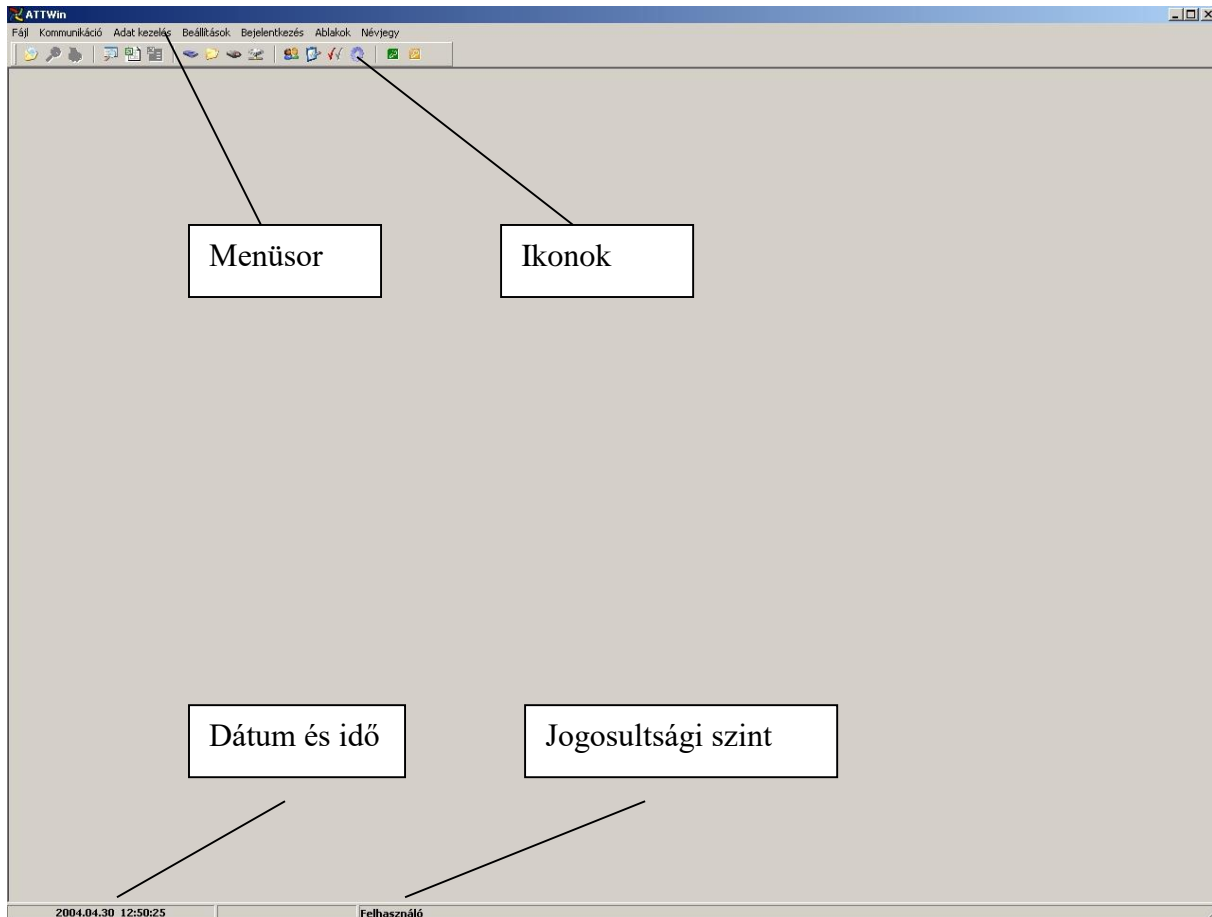 ATTWin
Fájl Kommunikáció Adat kezelés Beállítások Bejelentkezés Ablakok Névjegy
Menüsor Ikonok
Dátum és idő Jogosultsági szint
2004.04.30 12:50:25 Felhasználó